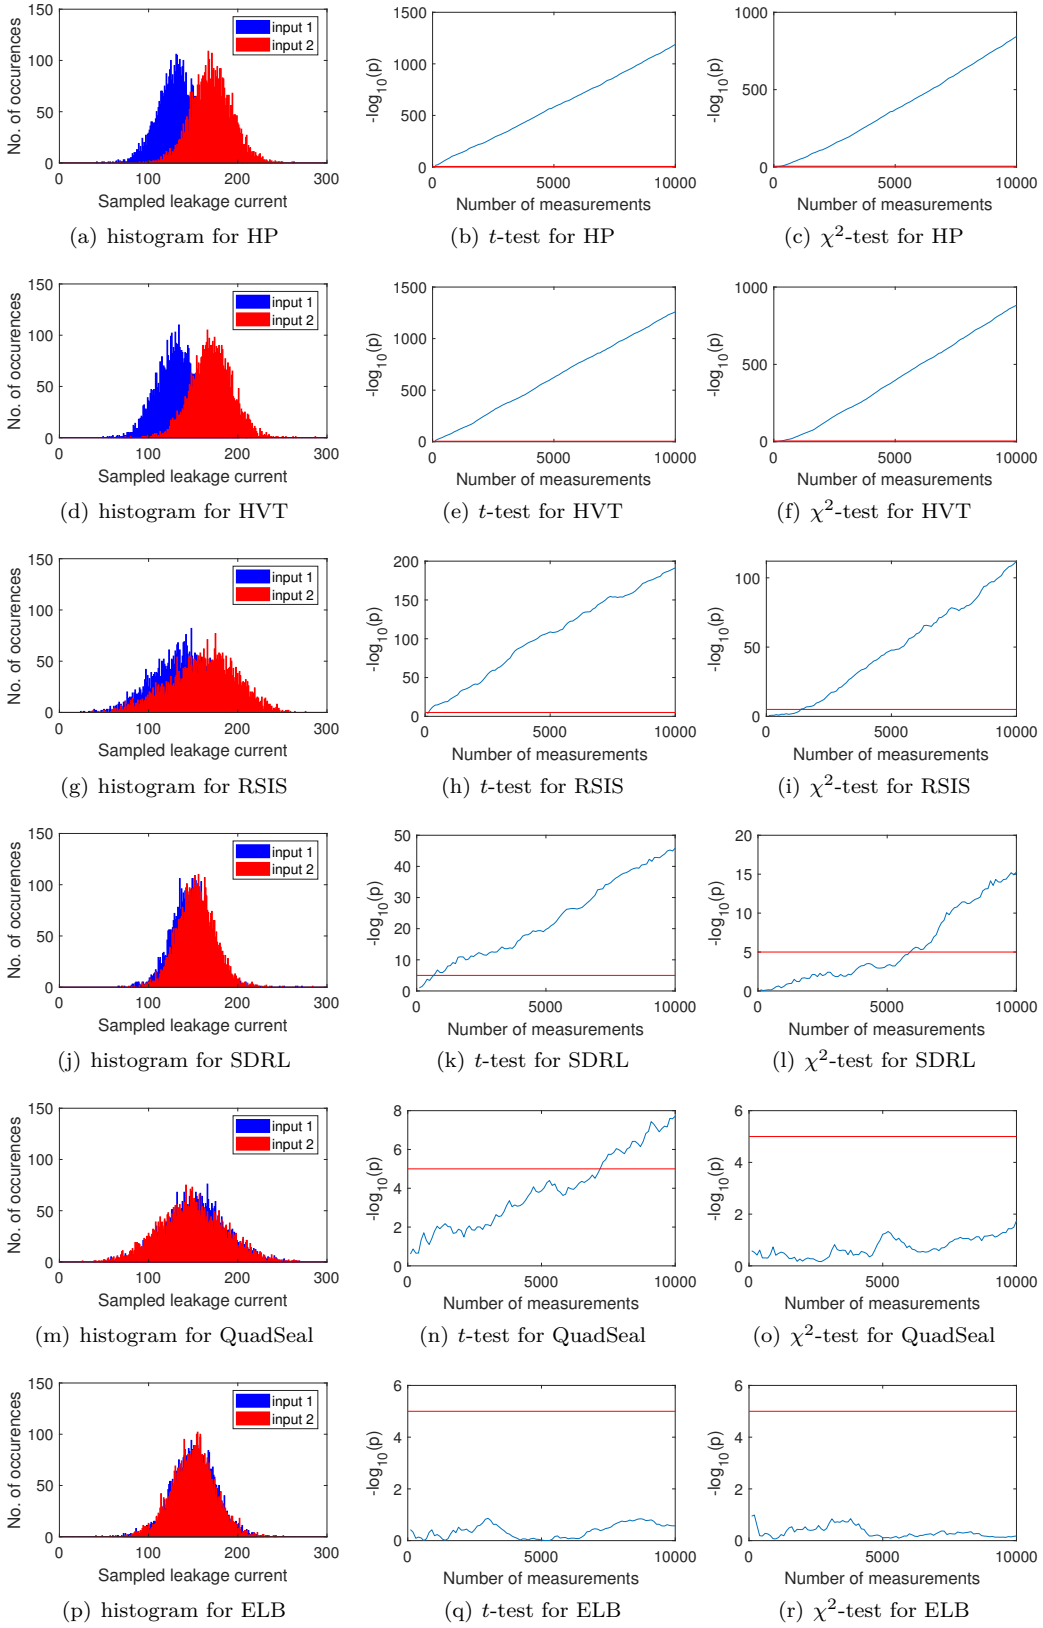 150
100
50
0
No. of occurences
input 1
input 2
0 100 200 300
Sampled leakage current
(a) histogram for HP
1500
1000
500
0
-log10(p)
0 5000 10000
Number of measurements
(b) t-test for HP
1000
500
0
-log10(p)
0 5000 10000
Number of measurements
(c) χ²-test for HP
150
100
50
0
No. of occurences
input 1
input 2
0 100 200 300
Sampled leakage current
(d) histogram for HVT
1500
1000
500
0
-log10(p)
0 5000 10000
Number of measurements
(e) t-test for HVT
1000
500
0
-log10(p)
0 5000 10000
Number of measurements
(f) χ²-test for HVT
150
100
50
0
No. of occurences
input 1
input 2
0 100 200 300
Sampled leakage current
(g) histogram for RSIS
200
150
100
50
0
-log10(p)
0 5000 10000
Number of measurements
(h) t-test for RSIS
100
50
0
-log10(p)
0 5000 10000
Number of measurements
(i) χ²-test for RSIS
150
100
50
0
No. of occurences
input 1
input 2
0 100 200 300
Sampled leakage current
(j) histogram for SDRL
50
40
30
20
10
0
-log10(p)
0 5000 10000
Number of measurements
(k) t-test for SDRL
20
15
10
5
0
-log10(p)
0 5000 10000
Number of measurements
(l) χ²-test for SDRL
150
100
50
0
No. of occurences
input 1
input 2
0 100 200 300
Sampled leakage current
(m) histogram for QuadSeal
8
6
4
2
0
-log10(p)
0 5000 10000
Number of measurements
(n) t-test for QuadSeal
6
4
2
0
-log10(p)
0 5000 10000
Number of measurements
(o) χ²-test for QuadSeal
150
100
50
0
No. of occurences
input 1
input 2
0 100 200 300
Sampled leakage current
(p) histogram for ELB
6
4
2
0
-log10(p)
0 5000 10000
Number of measurements
(q) t-test for ELB
6
4
2
0
-log10(p)
0 5000 10000
Number of measurements
(r) χ²-test for ELB